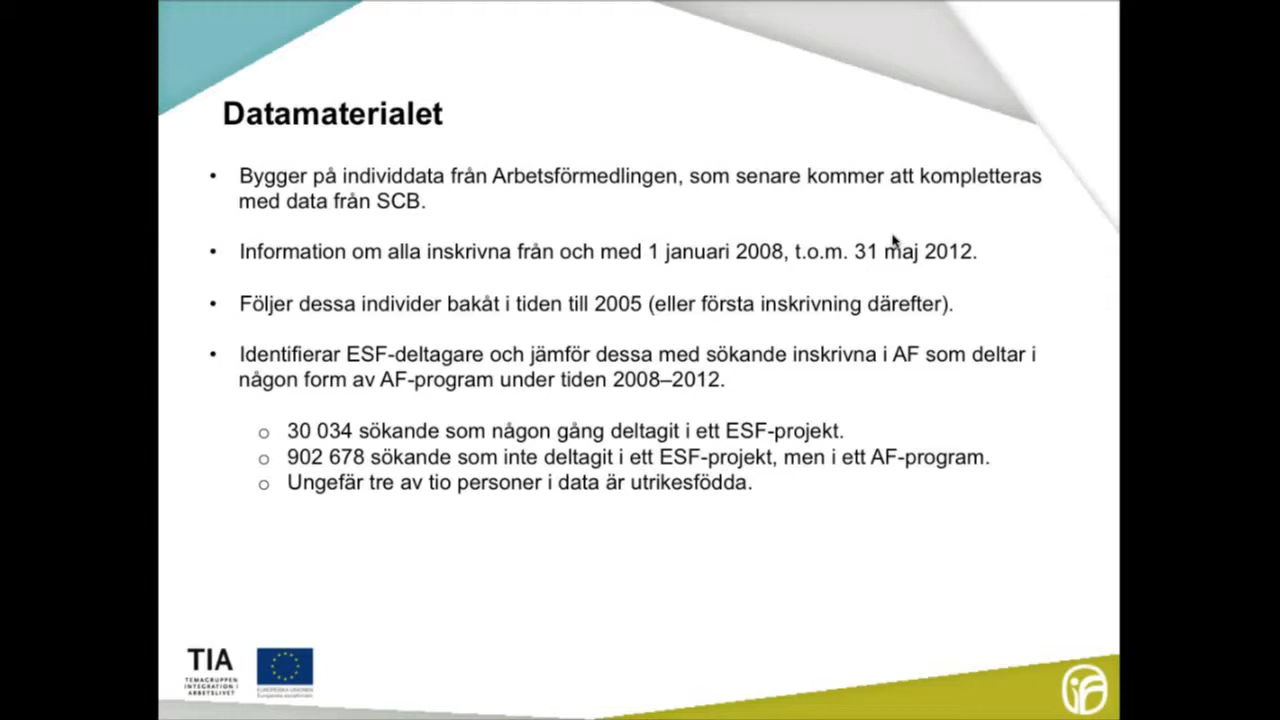 Datamaterialet
• Bygger på individdata från Arbetsförmedlingen, som senare kommer att kompletteras
med data från SCB.
• Information om alla inskrivna från och med 1 januari 2008, t.o.m. 31 maj 2012.
• Följer dessa individer bakåt i tiden till 2005 (eller första inskrivning därefter).
• Identifierar ESF-deltagare och jämför dessa med sökande inskrivna i AF som deltar i
någon form av AF-program under tiden 2008–2012.
o 30 034 sökande som någon gång deltagit i ett ESF-projekt.
o 902 678 sökande som inte deltagit i ett ESF-projekt, men i ett AF-program.
o Ungefär tre av tio personer i data är utrikesfödda.
TIA
TEMAGRUPPEN
INTEGRATION I
ARBETSLIVET
EUROPEISKA UNIONEN
Europeiska socialfonden